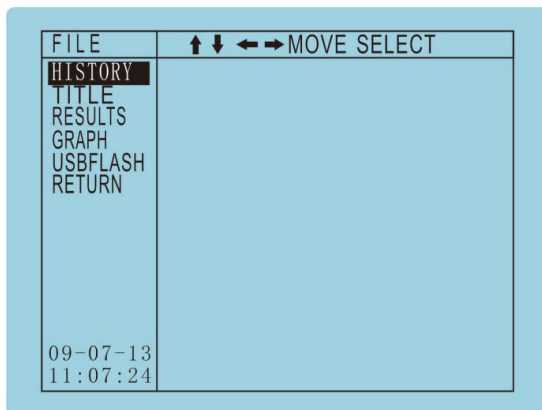 FILE
↑ ↓ ← → MOVE SELECT
HISTORY
TITLE
RESULTS
GRAPH
USBFLASH
RETURN
09-07-13
11:07:24